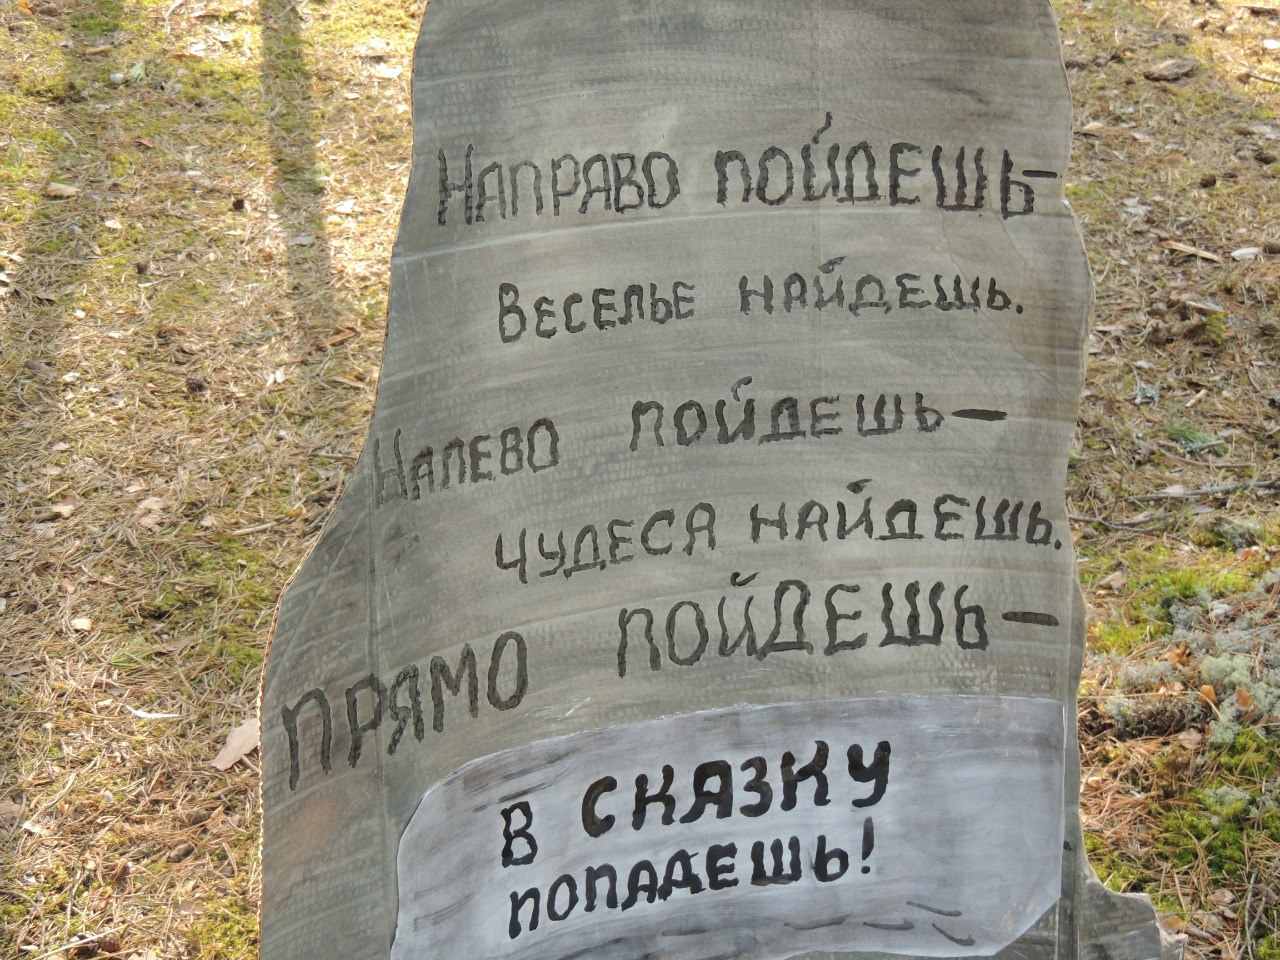 Направо пойдешь-
Веселье найдешь.
Налево пойдешь—
чудеса найдешь.
прямо пойдешь—
в сказку
попадешь!